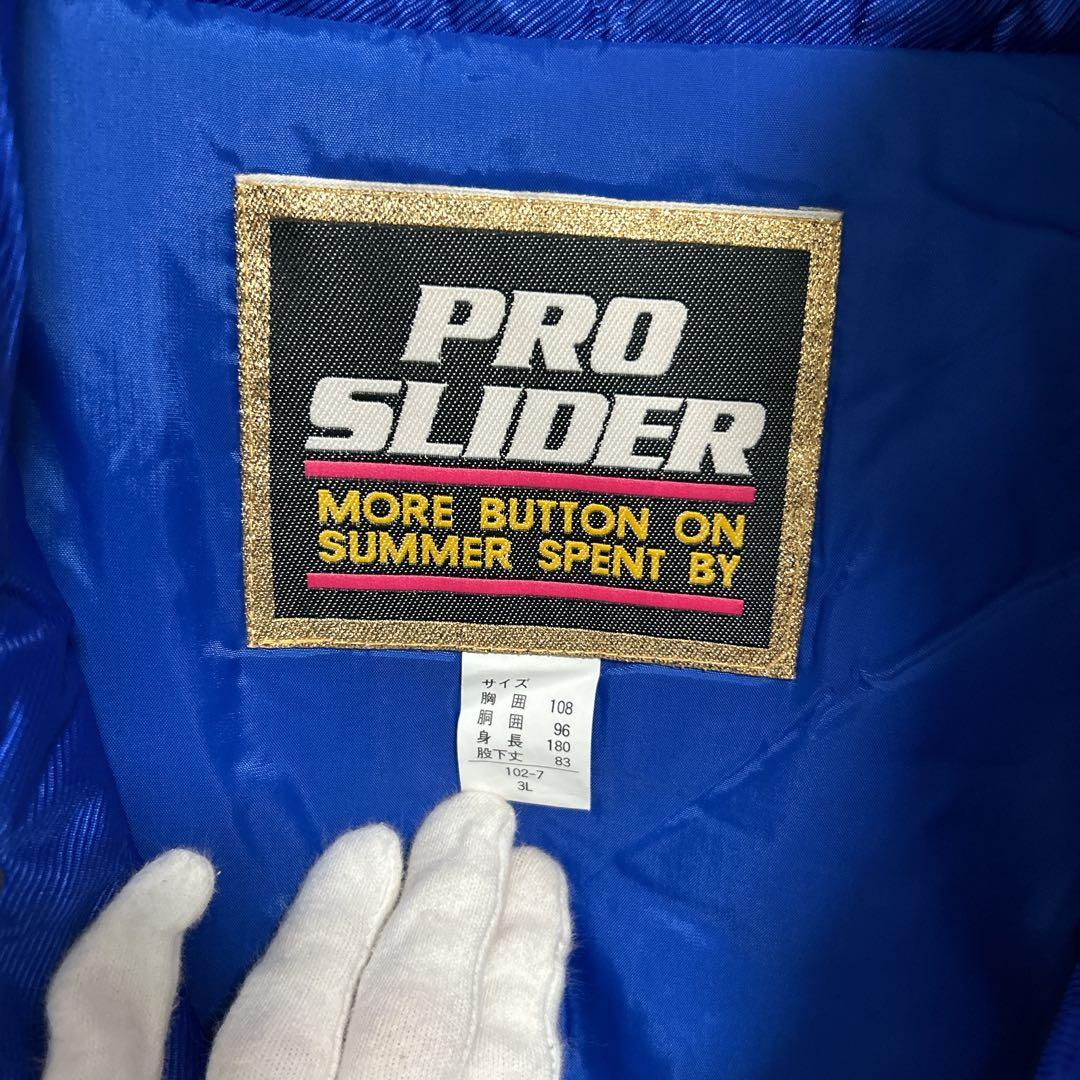 PRO
SLIDER
MORE BUTTON ON
SUMMER SPENT BY
サイズ
胸囲 108
胴囲 96
身長 180
股下丈 83
102-7
3L